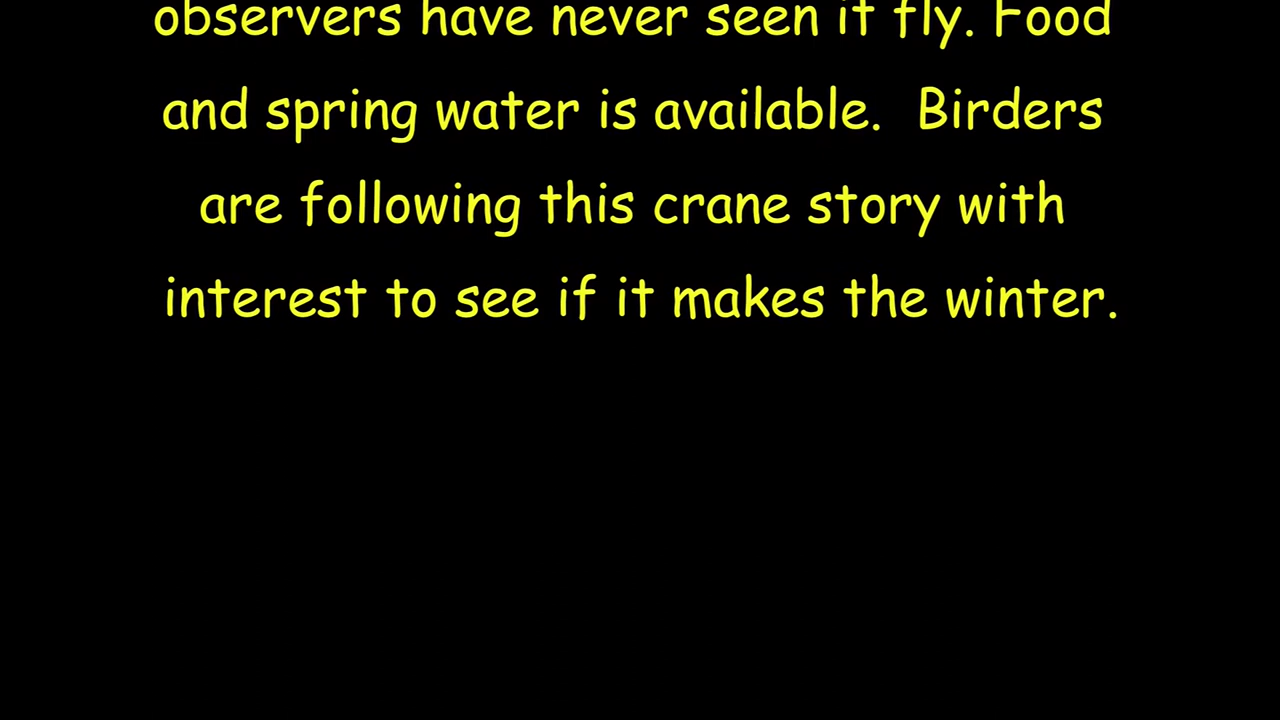 observers have never seen it fly. Food
and spring water is available.  Birders
are following this crane story with
interest to see if it makes the winter.